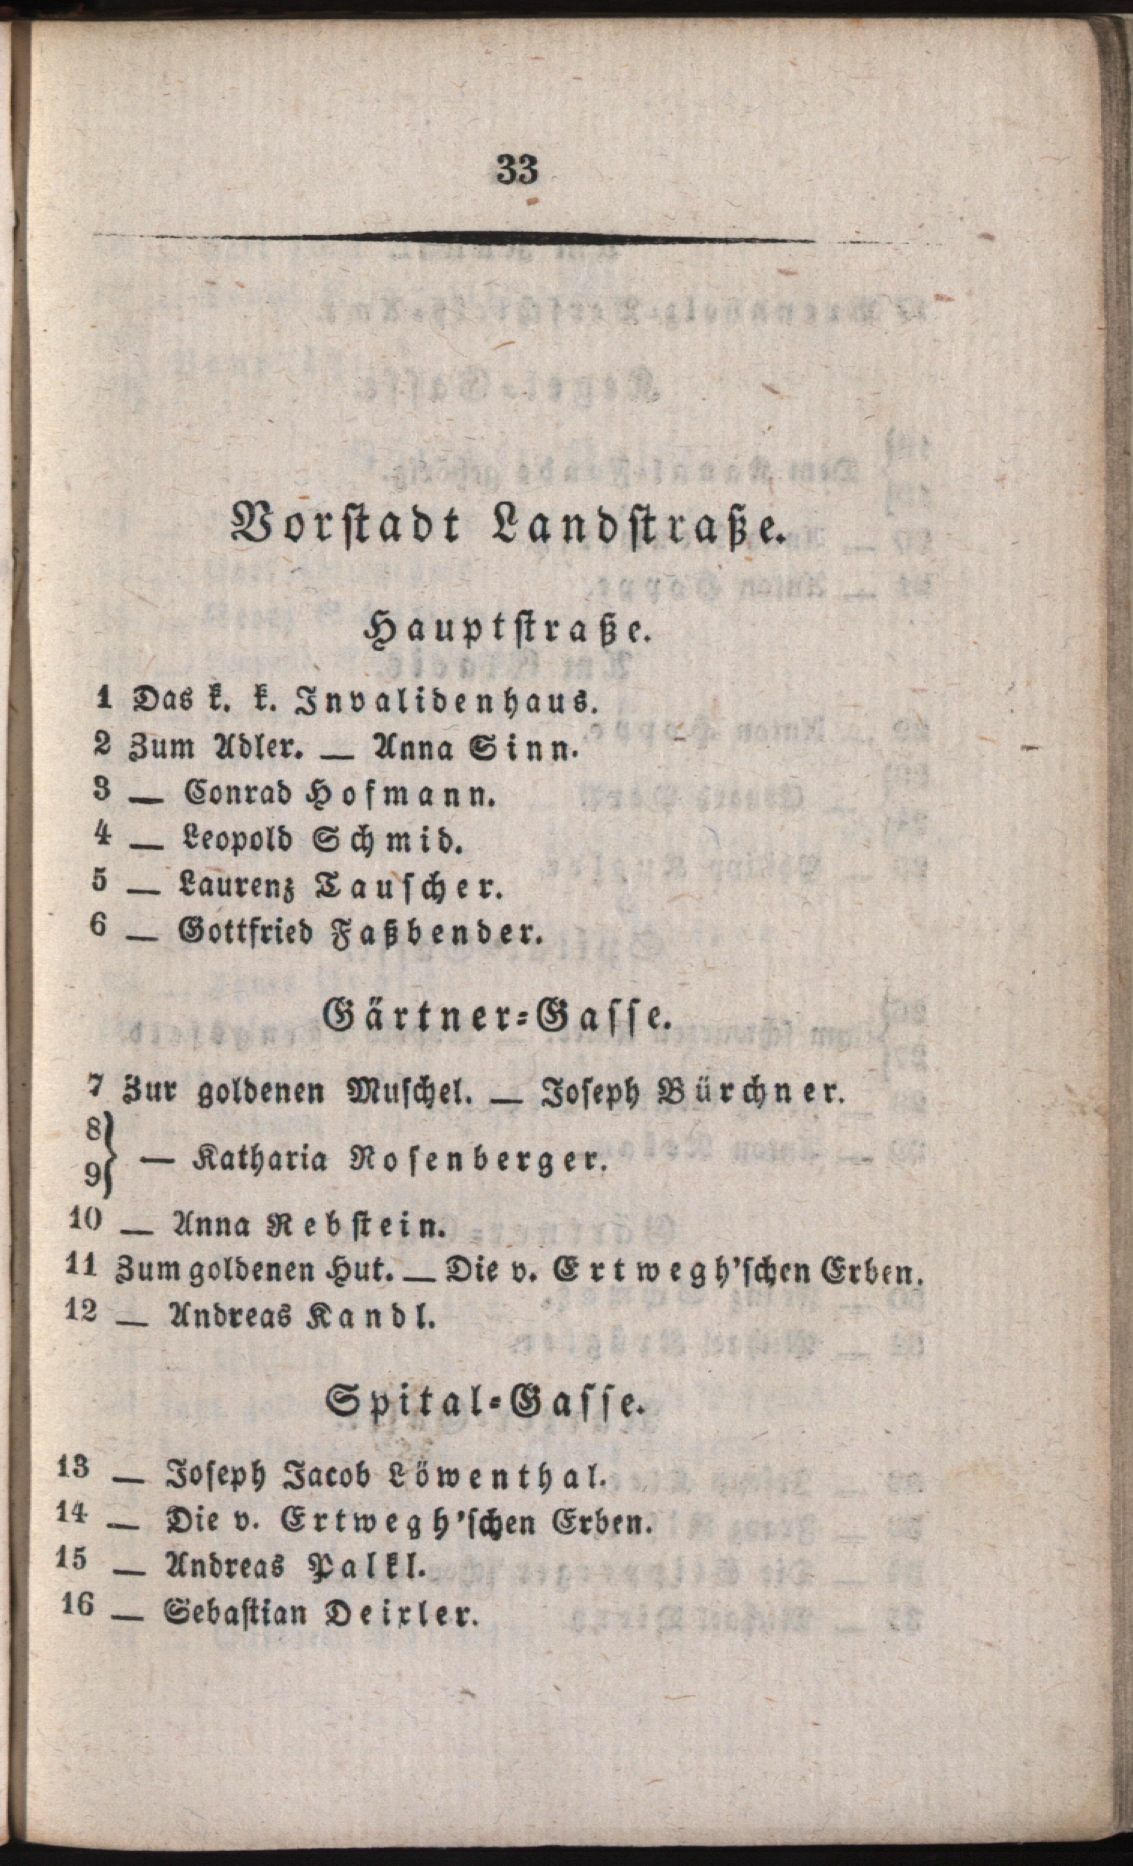 33
Vorstadt Landstraße.
Hauptstraße.
1 Das k. k. Invalidenhaus.
2 Zum Adler. — Anna Sinn.
3 — Conrad Hofmann.
4 — Leopold Schmid.
5 — Laurenz Tauscher.
6 — Gottfried Faßbender.
Gärtner-Gasse.
7 Zur goldenen Muschel. — Joseph Bürchner.
8
9} — Katharia Rosenberger.
10 — Anna Rebstein.
11 Zum goldenen Hut. — Die v. Ertwegh'schen Erben.
12 — Andreas Kandl.
Spital-Gasse.
13 — Joseph Jacob Löwenthal.
14 — Die v. Ertwegh'schen Erben.
15 — Andreas Palkl.
16 — Sebastian Deixler.